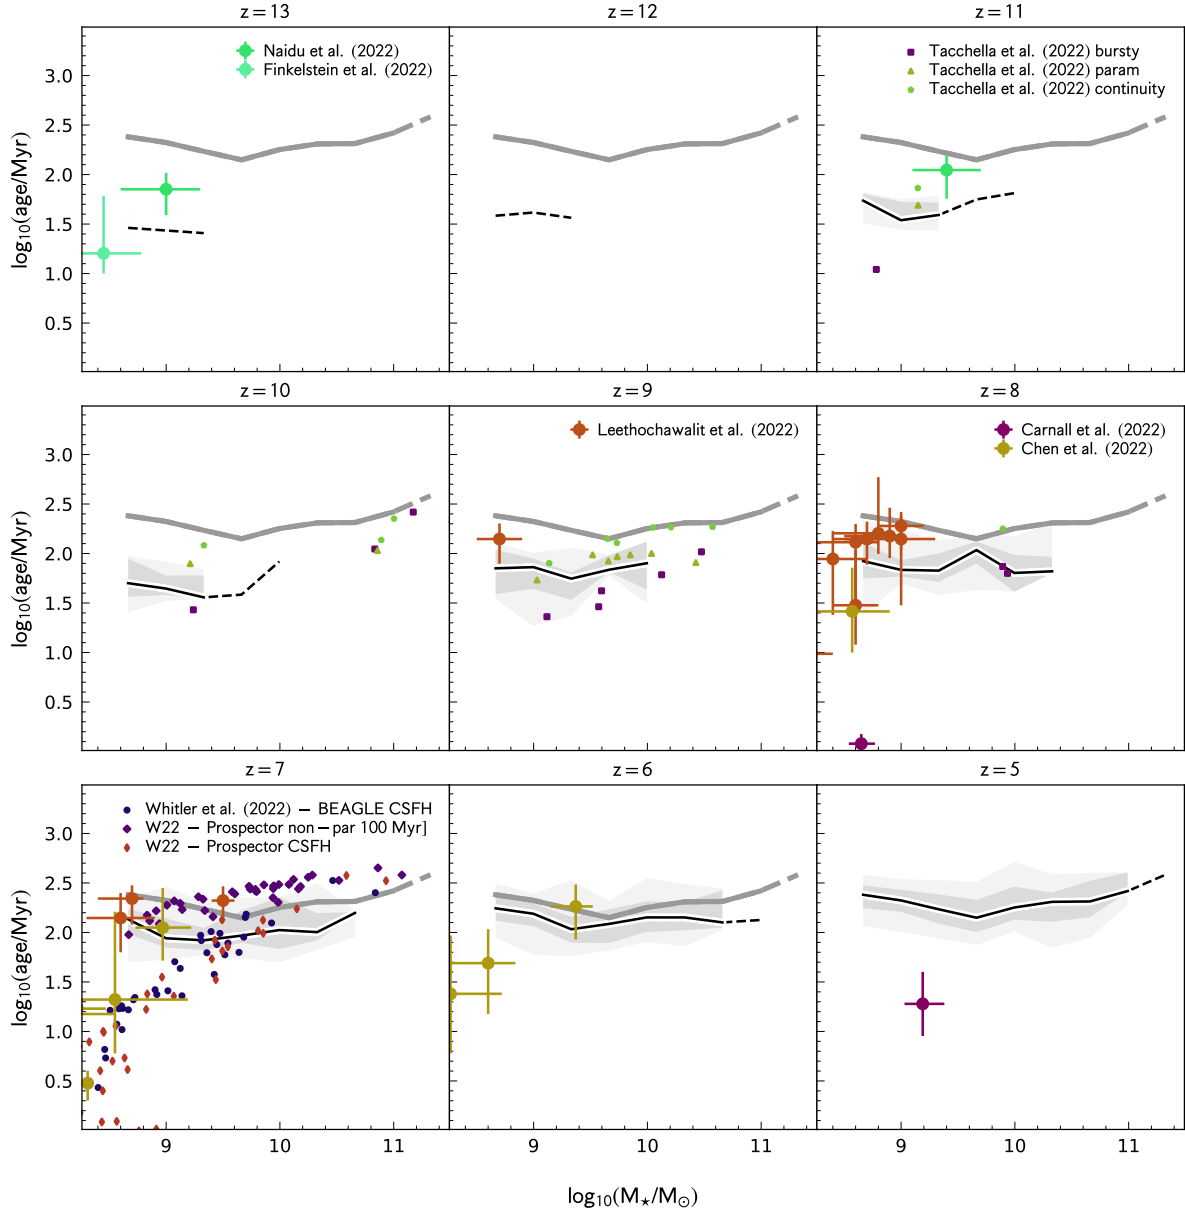 z = 13
z = 12
z = 11
Naidu et al. (2022)
Finkelstein et al. (2022)
Tacchella et al. (2022) bursty
Tacchella et al. (2022) param
Tacchella et al. (2022) continuity
3.0
2.5
2.0
1.5
1.0
0.5
log₁₀(age/Myr)
z = 10
z = 9
z = 8
Leethochawalit et al. (2022)
Carnall et al. (2022)
Chen et al. (2022)
3.0
2.5
2.0
1.5
1.0
0.5
log₁₀(age/Myr)
z = 7
z = 6
z = 5
Whitler et al. (2022) − BEAGLE CSFH
W22 − Prospector non−par 100 Myr]
W22 − Prospector CSFH
3.0
2.5
2.0
1.5
1.0
0.5
log₁₀(age/Myr)
9 10 11 9 10 11 9 10 11
log₁₀(M⋆/M⊙)